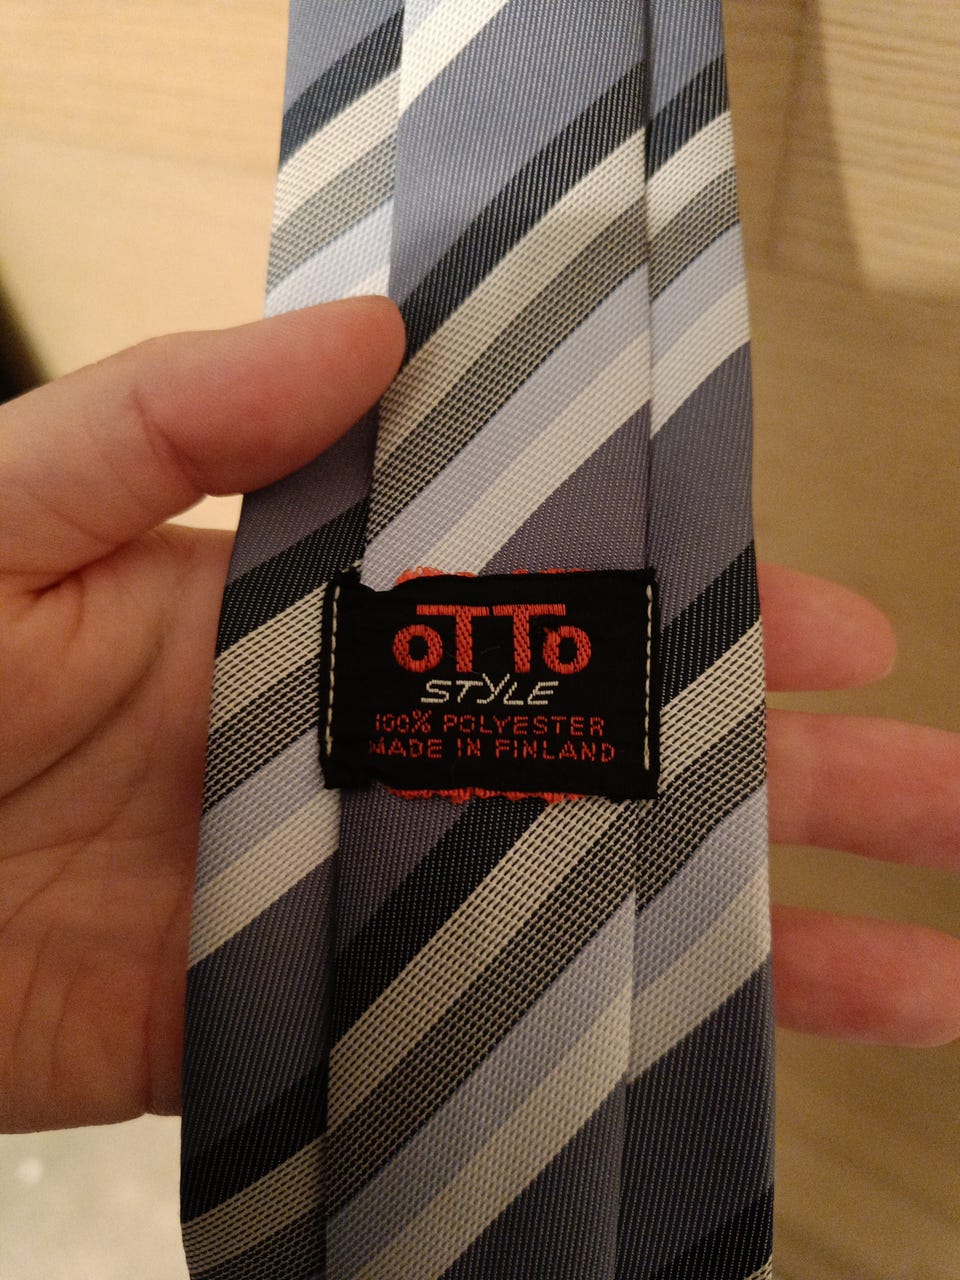 oTTo
STYLE
100% POLYESTER
MADE IN FINLAND